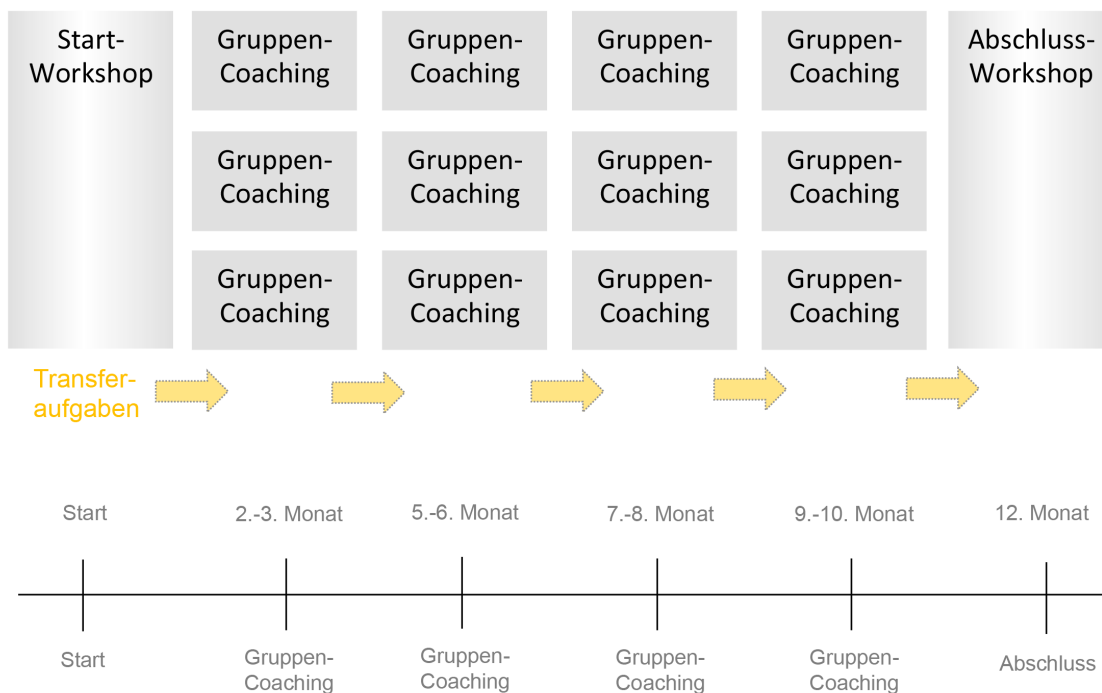 Start-
Workshop
Gruppen-
Coaching
Gruppen-
Coaching
Gruppen-
Coaching
Gruppen-
Coaching
Abschluss-
Workshop
Gruppen-
Coaching
Gruppen-
Coaching
Gruppen-
Coaching
Gruppen-
Coaching
Gruppen-
Coaching
Gruppen-
Coaching
Gruppen-
Coaching
Gruppen-
Coaching
Transfer-
aufgaben
Start
2.-3. Monat
5.-6. Monat
7.-8. Monat
9.-10. Monat
12. Monat
Start
Gruppen-
Coaching
Gruppen-
Coaching
Gruppen-
Coaching
Gruppen-
Coaching
Abschluss